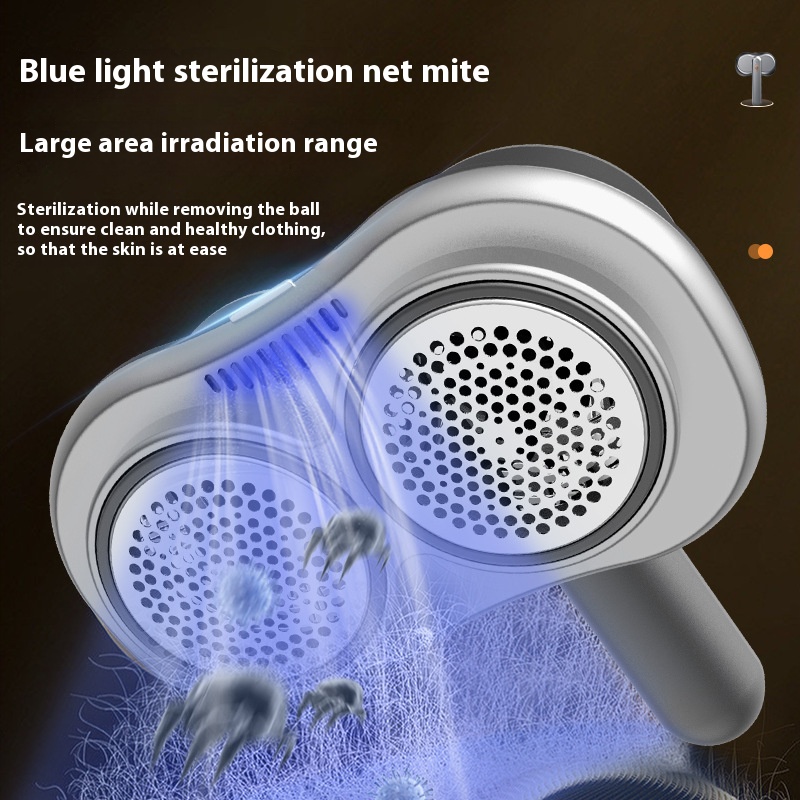 Blue light sterilization net mite
Large area irradiation range
Sterilization while removing the ball
to ensure clean and healthy clothing,
so that the skin is at ease